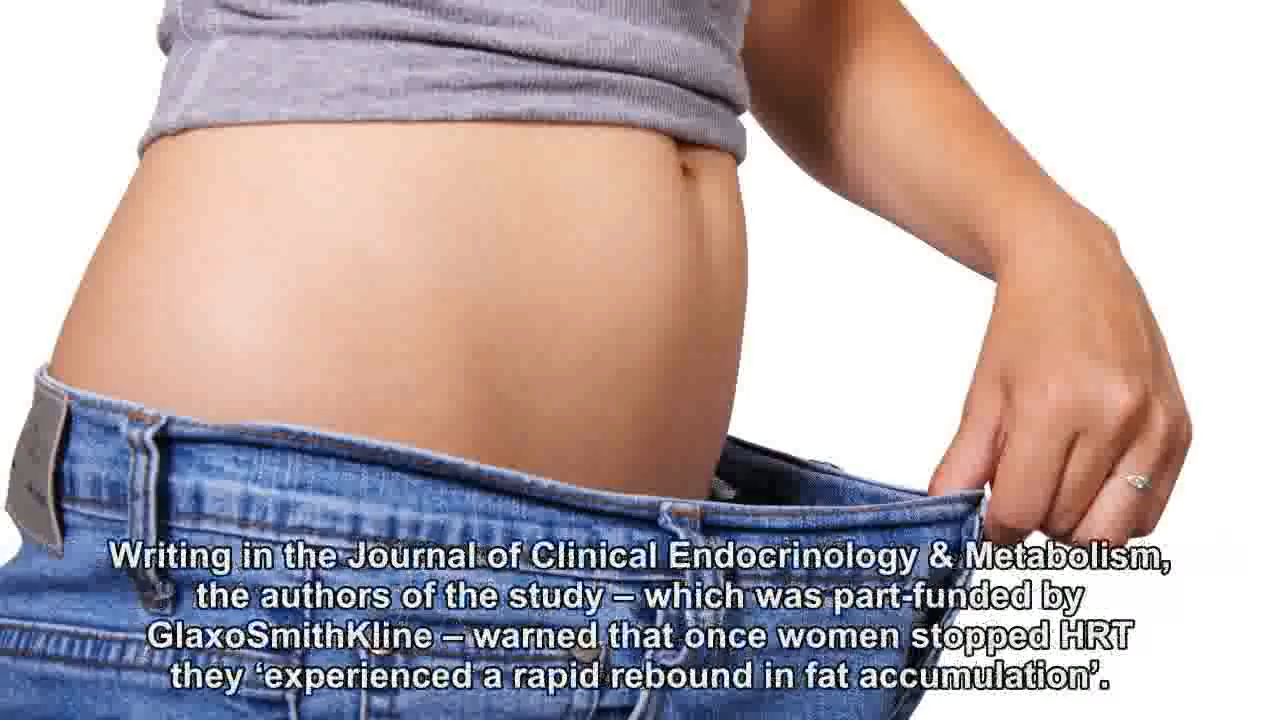 Writing in the Journal of Clinical Endocrinology & Metabolism,
the authors of the study – which was part-funded by
GlaxoSmithKline – warned that once women stopped HRT
they ‘experienced a rapid rebound in fat accumulation’.